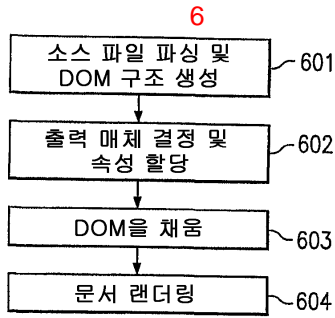 6
소스 파일 파싱 및
DOM 구조 생성
601
출력 매체 결정 및
속성 할당
602
DOM을 채움
603
문서 랜더링
604